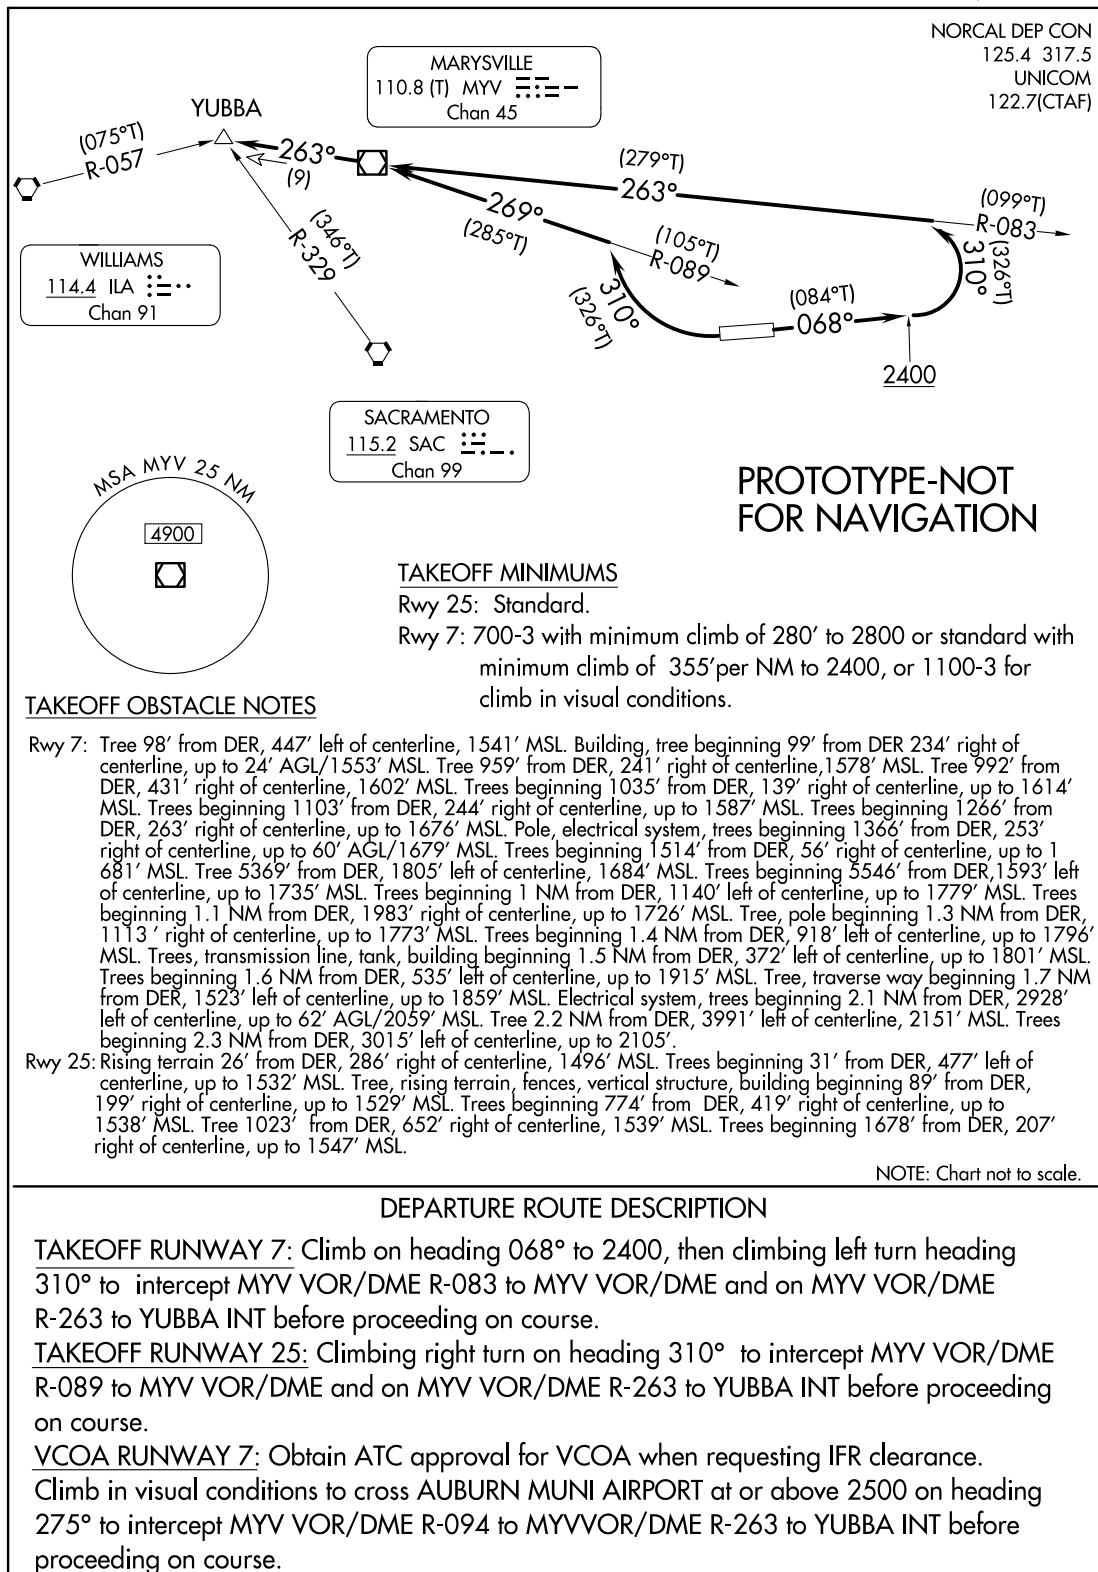 NORCAL DEP CON
125.4 317.5
UNICOM
122.7(CTAF)
MARYSVILLE
110.8 (T) MYV
Chan 45
YUBBA
(075°T)
R-057
263°
(9)
(279°T)
263°
(099°T)
R-083
269°
(285°T)
(346°T)
R-329
(105°T)
R-089
310°
(326°T)
310°
(326°T)
(084°T)
068°
2400
WILLIAMS
114.4 ILA
Chan 91
SACRAMENTO
115.2 SAC
Chan 99
MSA MYV 25 NM
4900
PROTOTYPE-NOT
FOR NAVIGATION
TAKEOFF MINIMUMS
Rwy 25: Standard.
Rwy 7: 700-3 with minimum climb of 280' to 2800 or standard with
minimum climb of 355'per NM to 2400, or 1100-3 for
climb in visual conditions.
TAKEOFF OBSTACLE NOTES
Rwy 7: Tree 98' from DER, 447' left of centerline, 1541' MSL. Building, tree beginning 99' from DER 234' right of
centerline, up to 24' AGL/1553' MSL. Tree 959' from DER, 241' right of centerline,1578' MSL. Tree 992' from
DER, 431' right of centerline, 1602' MSL. Trees beginning 1035' from DER, 139' right of centerline, up to 1614'
MSL. Trees beginning 1103' from DER, 244' right of centerline, up to 1587' MSL. Trees beginning 1266' from
DER, 263' right of centerline, up to 1676' MSL. Pole, electrical system, trees beginning 1366' from DER, 253'
right of centerline, up to 60' AGL/1679' MSL. Trees beginning 1514' from DER, 56' right of centerline, up to 1
681' MSL. Tree 5369' from DER, 1805' left of centerline, 1684' MSL. Trees beginning 5546' from DER,1593' left
of centerline, up to 1735' MSL. Trees beginning 1 NM from DER, 1140' left of centerline, up to 1779' MSL. Trees
beginning 1.1 NM from DER, 1983' right of centerline, up to 1726' MSL. Tree, pole beginning 1.3 NM from DER,
1113 ' right of centerline, up to 1773' MSL. Trees beginning 1.4 NM from DER, 918' left of centerline, up to 1796'
MSL. Trees, transmission line, tank, building beginning 1.5 NM from DER, 372' left of centerline, up to 1801' MSL.
Trees beginning 1.6 NM from DER, 535' left of centerline, up to 1915' MSL. Tree, traverse way beginning 1.7 NM
from DER, 1523' left of centerline, up to 1859' MSL. Electrical system, trees beginning 2.1 NM from DER, 2928'
left of centerline, up to 62' AGL/2059' MSL. Tree 2.2 NM from DER, 3991' left of centerline, 2151' MSL. Trees
beginning 2.3 NM from DER, 3015' left of centerline, up to 2105'.
Rwy 25: Rising terrain 26' from DER, 286' right of centerline, 1496' MSL. Trees beginning 31' from DER, 477' left of
centerline, up to 1532' MSL. Tree, rising terrain, fences, vertical structure, building beginning 89' from DER,
199' right of centerline, up to 1529' MSL. Trees beginning 774' from DER, 419' right of centerline, up to
1538' MSL. Tree 1023' from DER, 652' right of centerline, 1539' MSL. Trees beginning 1678' from DER, 207'
right of centerline, up to 1547' MSL.
NOTE: Chart not to scale.
DEPARTURE ROUTE DESCRIPTION
TAKEOFF RUNWAY 7: Climb on heading 068° to 2400, then climbing left turn heading
310° to intercept MYV VOR/DME R-083 to MYV VOR/DME and on MYV VOR/DME
R-263 to YUBBA INT before proceeding on course.
TAKEOFF RUNWAY 25: Climbing right turn on heading 310° to intercept MYV VOR/DME
R-089 to MYV VOR/DME and on MYV VOR/DME R-263 to YUBBA INT before proceeding
on course.
VCOA RUNWAY 7: Obtain ATC approval for VCOA when requesting IFR clearance.
Climb in visual conditions to cross AUBURN MUNI AIRPORT at or above 2500 on heading
275° to intercept MYV VOR/DME R-094 to MYVVOR/DME R-263 to YUBBA INT before
proceeding on course.